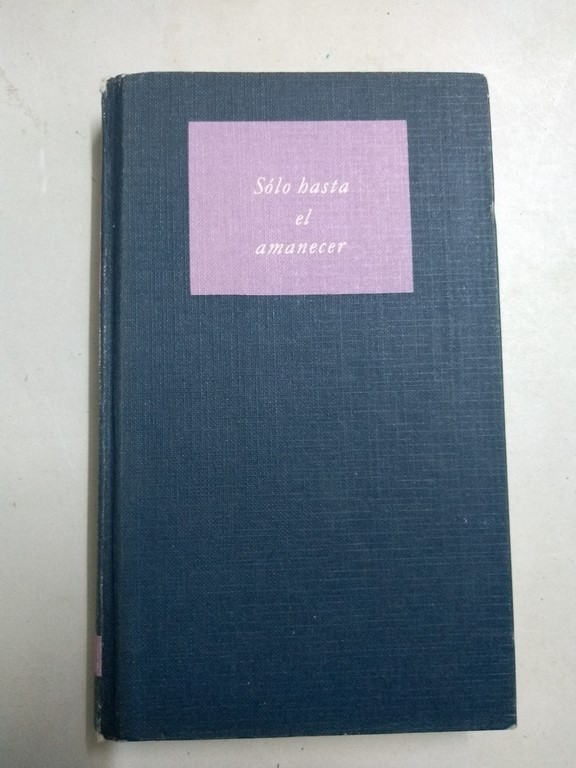 Sólo hasta
el
amanecer